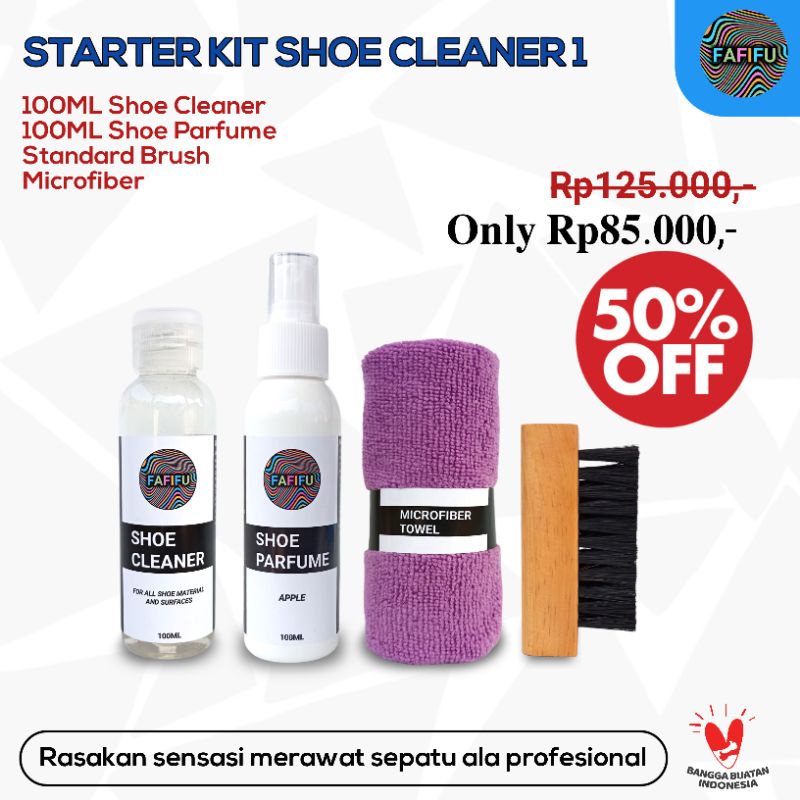 STARTER KIT SHOE CLEANER 1
FAFIFU
100ML Shoe Cleaner
100ML Shoe Parfume
Standard Brush
Microfiber
Rp125.000,-
Only Rp85.000,-
50%
OFF
FAFIFU
SHOE
CLEANER
FOR ALL SHOE MATERIAL
AND SURFACES
100ML
FAFIFU
SHOE
PARFUME
APPLE
100ML
MICROFIBER
TOWEL
Rasakan sensasi merawat sepatu ala profesional
BANGGA BUATAN
INDONESIA